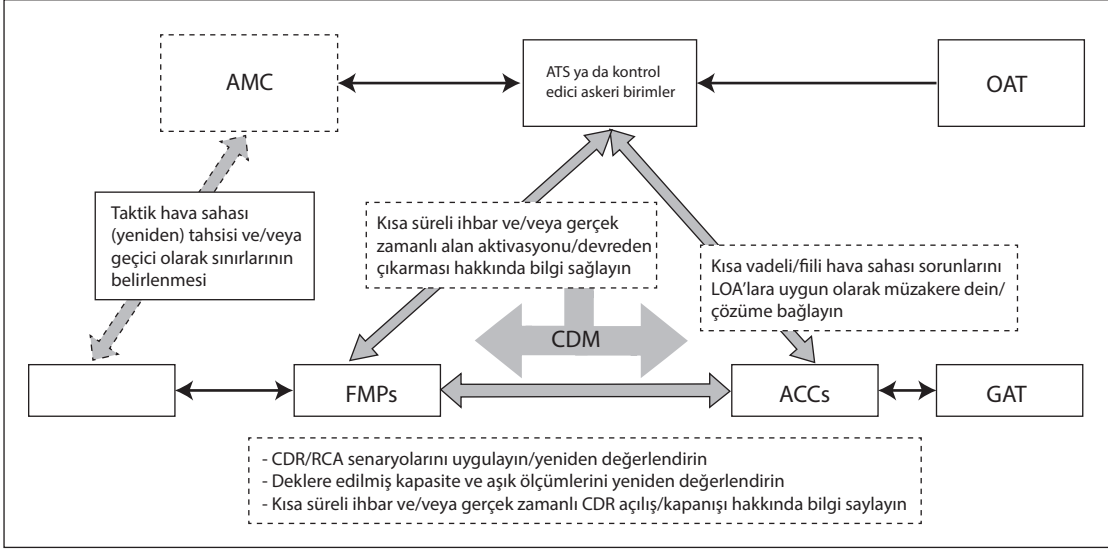 AMC
ATS ya da kontrol
edici askeri birimler
OAT
Taktik hava sahası
(yeniden) tahsisi ve/veya
geçici olarak sınırlarının
belirlenmesi
Kısa süreli ihbar ve/veya gerçek
zamanlı alan aktivasyonu/devreden
çıkarması hakkında bilgi sağlayın
Kısa vadeli/fiili hava sahası sorunlarını
LOA'lara uygun olarak müzakere dein/
çözüme bağlayın
CDM
FMPs
ACCs
GAT
- CDR/RCA senaryolarını uygulayın/yeniden değerlendirin
- Deklere edilmiş kapasite ve aşık ölçümlerini yeniden değerlendirin
- Kısa süreli ihbar ve/veya gerçek zamanlı CDR açılış/kapanışı hakkında bilgi saylayın